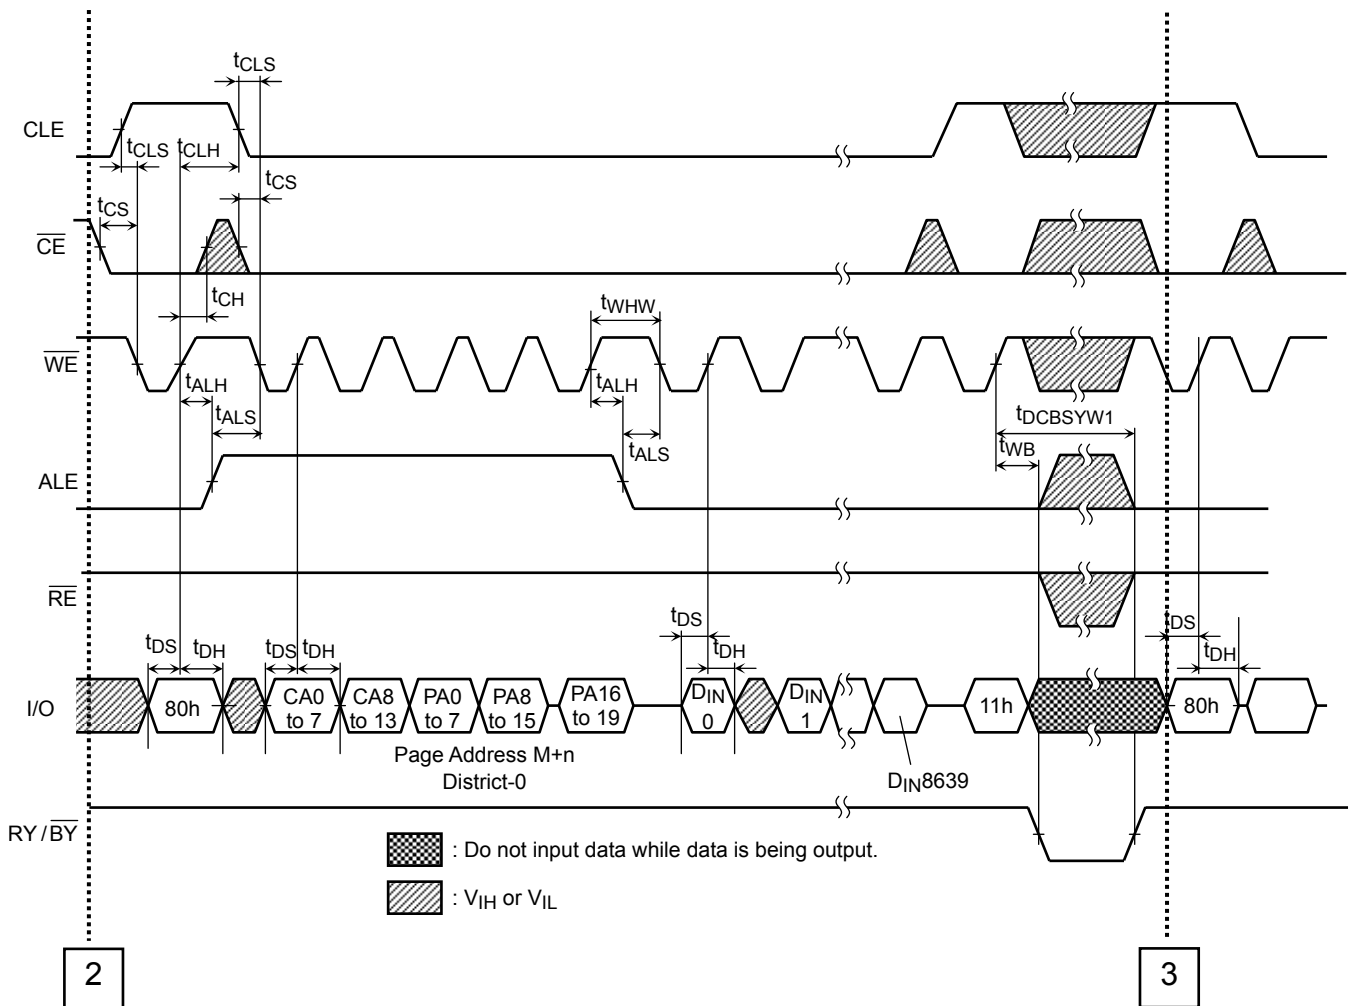 tCLS
CLE
tCLS
tCLH
tCS
tCS
CE
tCH
tWHW
WE
tALH
tALH
tALS
tDCBSYW1
tALS
tWB
ALE
RE
tDS
tDH
tDS
tDH
tDS
tDH
tDS
tDH
I/O
80h
CA0 to 7
CA8 to 13
PA0 to 7
PA8 to 15
PA16 to 19
DIN 0
DIN 1
11h
80h
Page Address M+n
District-0
DIN8639
RY/BY
: Do not input data while data is being output.
: VIH or VIL
2
3